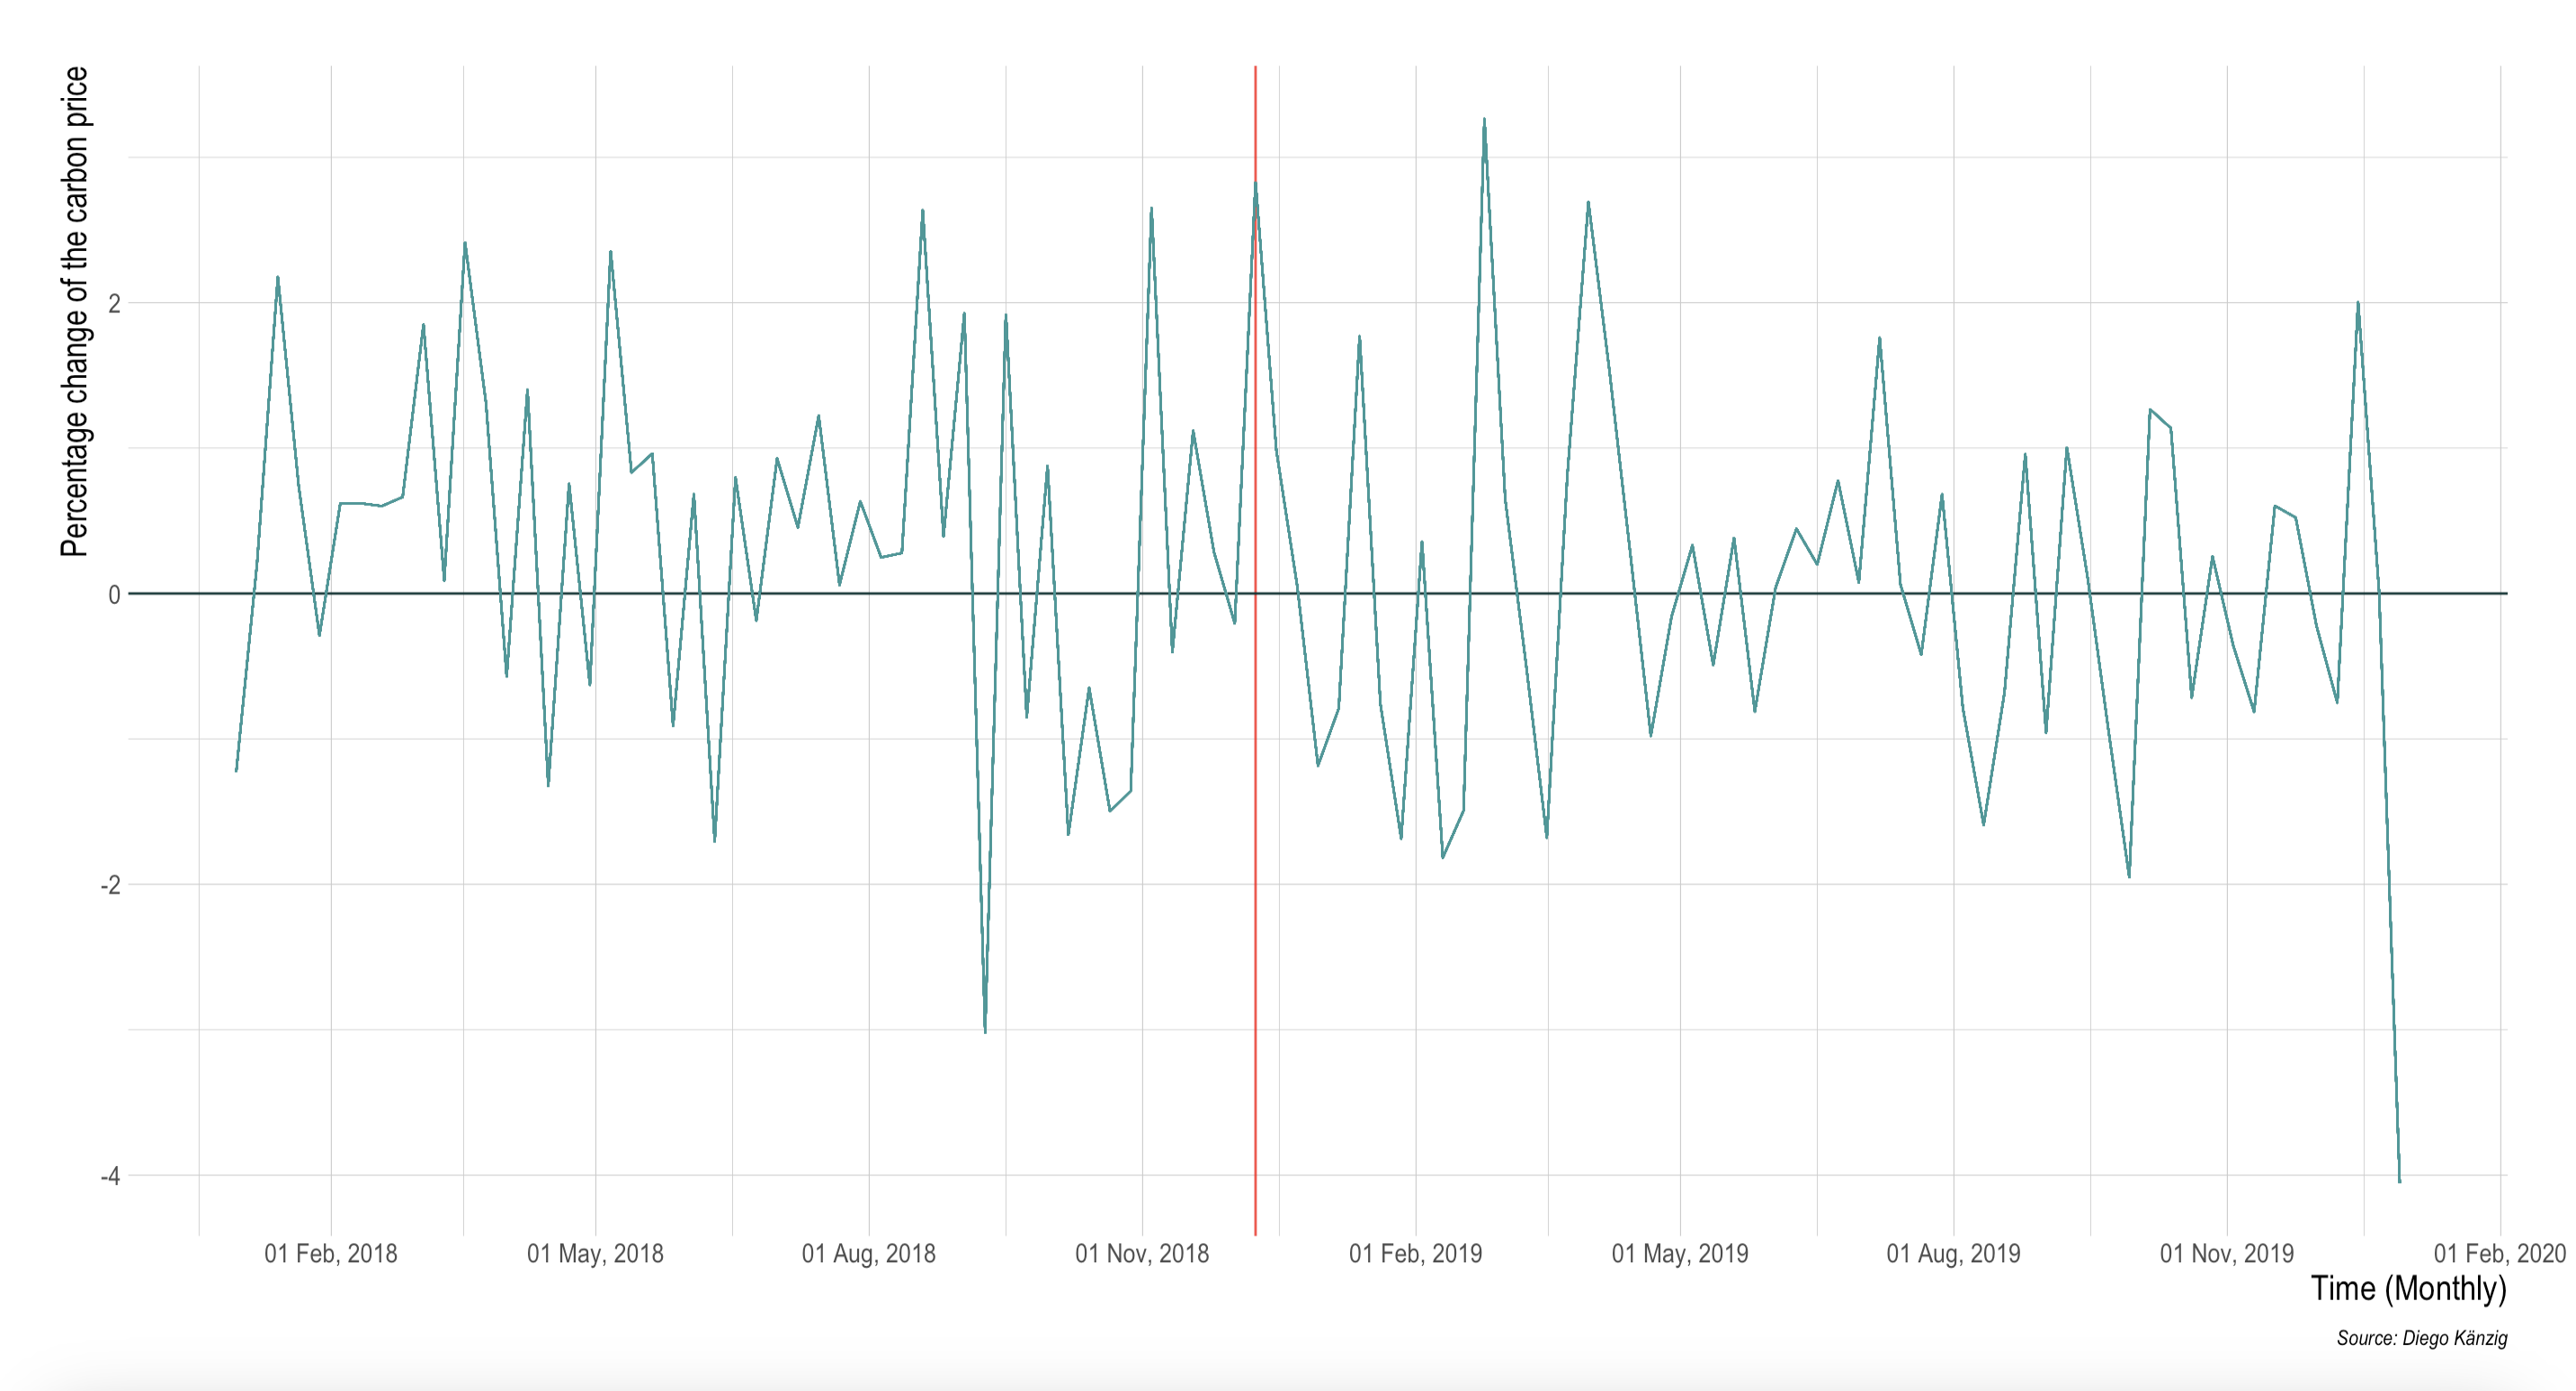 Percentage change of the carbon price
2
0
-2
-4
01 Feb, 2018
01 May, 2018
01 Aug, 2018
01 Nov, 2018
01 Feb, 2019
01 May, 2019
01 Aug, 2019
01 Nov, 2019
01 Feb, 2020
Time (Monthly)
Source: Diego Känzig